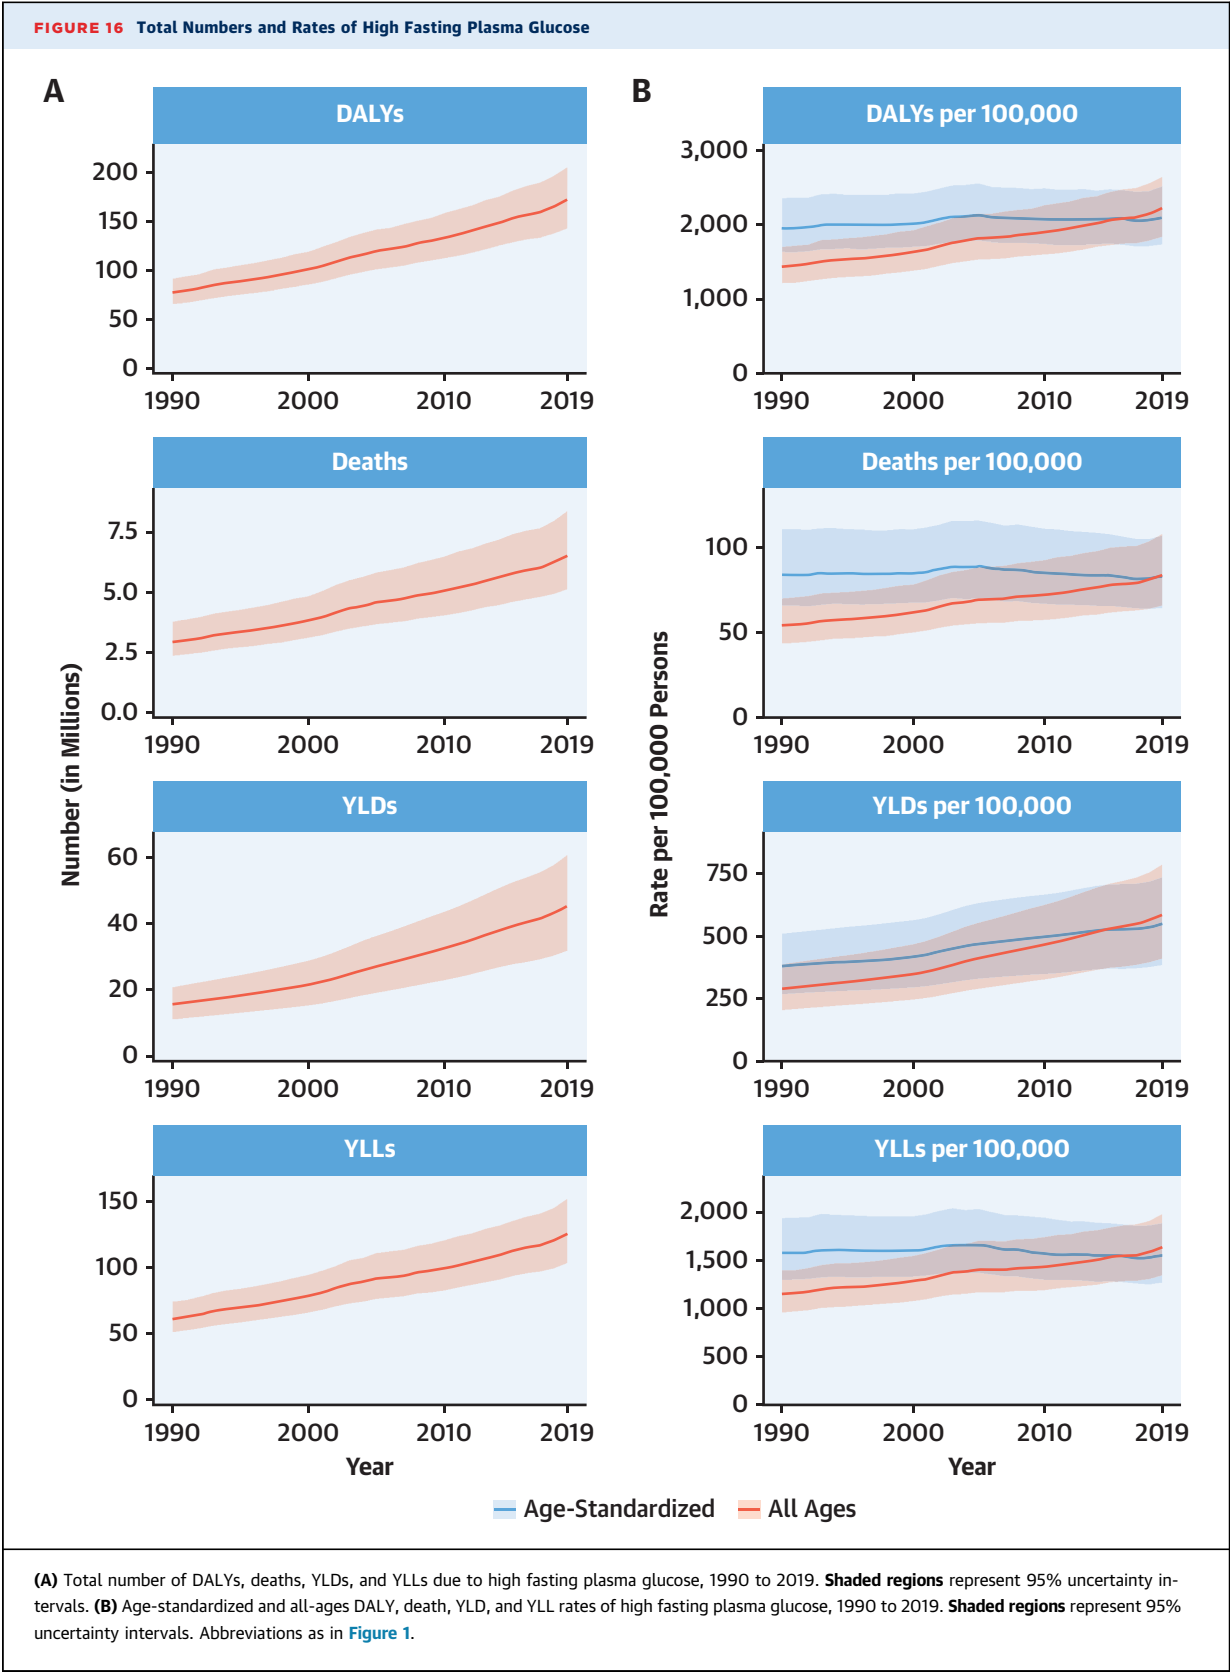 FIGURE 16 Total Numbers and Rates of High Fasting Plasma Glucose
A
DALYs
200
150
100
50
0
1990 2000 2010 2019
Deaths
7.5
5.0
2.5
0.0
1990 2000 2010 2019
YLDs
60
40
20
0
1990 2000 2010 2019
YLLs
150
100
50
0
1990 2000 2010 2019
Year
Number (in Millions)
B
DALYs per 100,000
3,000
2,000
1,000
0
1990 2000 2010 2019
Deaths per 100,000
100
50
0
1990 2000 2010 2019
YLDs per 100,000
750
500
250
0
1990 2000 2010 2019
YLLs per 100,000
2,000
1,500
1,000
500
0
1990 2000 2010 2019
Year
Rate per 100,000 Persons
Age-Standardized All Ages
(A) Total number of DALYs, deaths, YLDs, and YLLs due to high fasting plasma glucose, 1990 to 2019. Shaded regions represent 95% uncertainty in-
tervals. (B) Age-standardized and all-ages DALY, death, YLD, and YLL rates of high fasting plasma glucose, 1990 to 2019. Shaded regions represent 95%
uncertainty intervals. Abbreviations as in Figure 1.